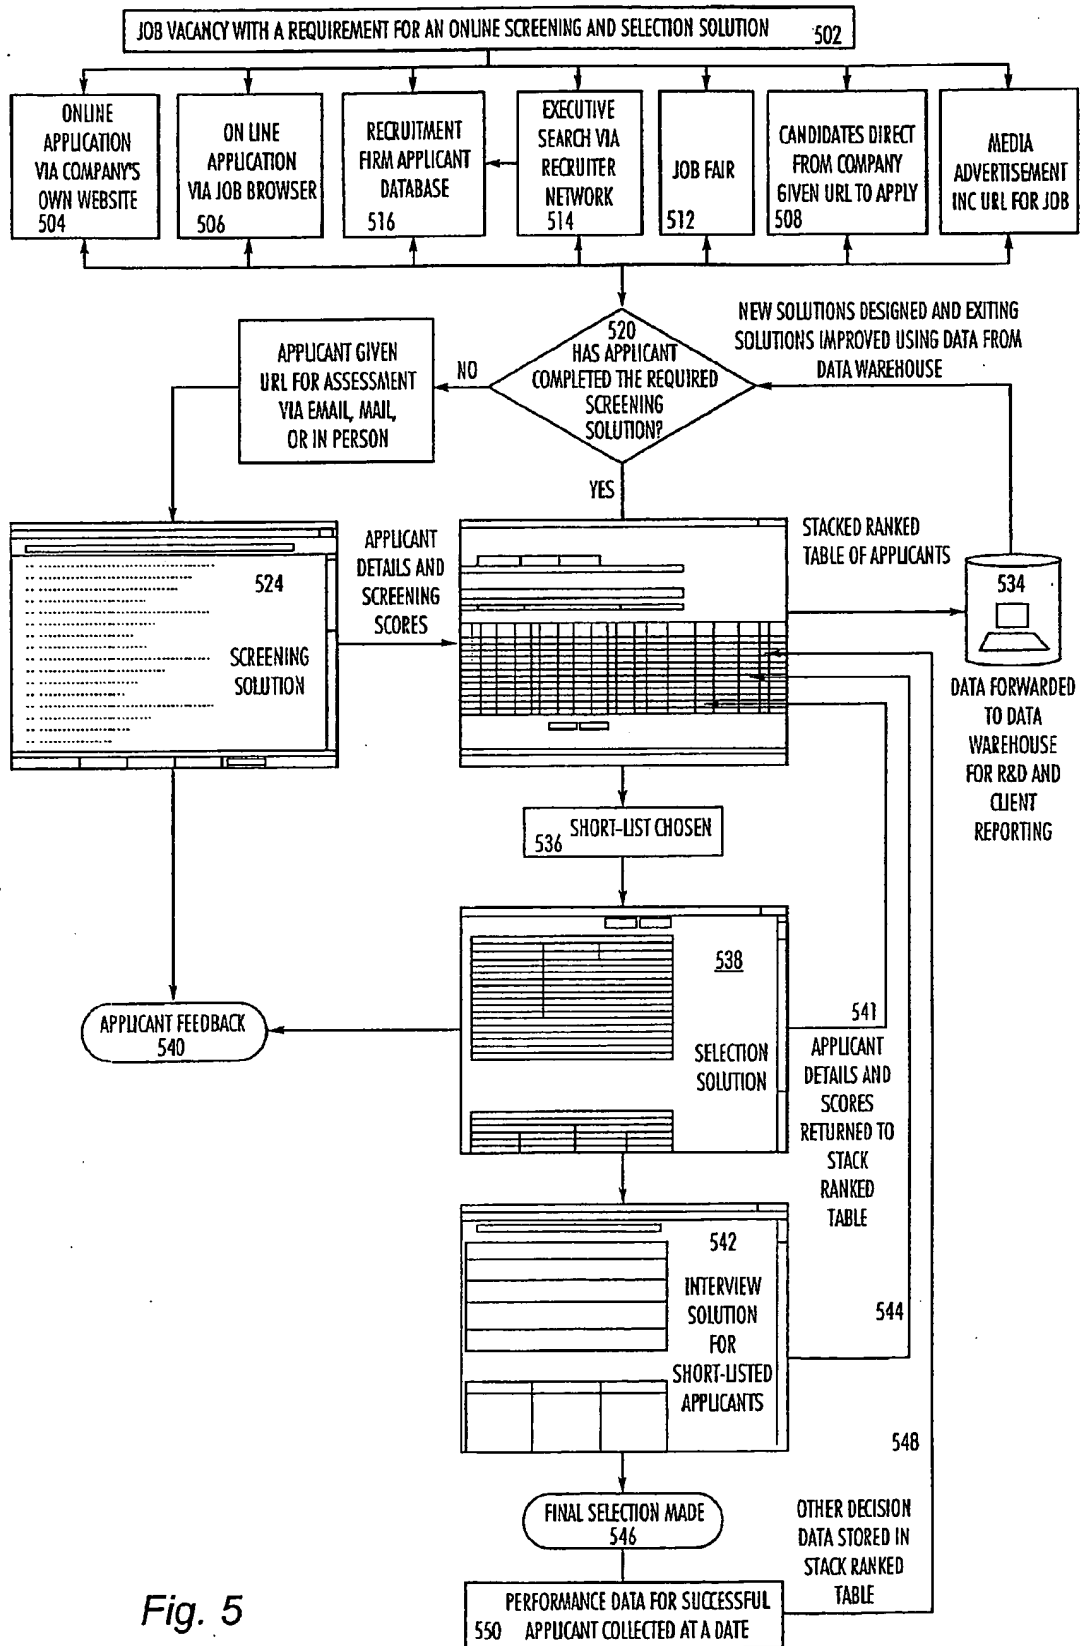 JOB VACANCY WITH A REQUIREMENT FOR AN ONLINE SCREENING AND SELECTION SOLUTION 502
ONLINE
APPLICATION
VIA COMPANY'S
OWN WEBSITE
504
ON LINE
APPLICATION
VIA JOB BROWSER
506
RECRUITMENT
FIRM APPLICANT
DATABASE
516
EXECUTIVE
SEARCH VIA
RECRUITER
NETWORK
514
JOB FAIR
512
CANDIDATES DIRECT
FROM COMPANY
GIVEN URL TO APPLY
508
MEDIA
ADVERTISEMENT
INC URL FOR JOB
520
HAS APPLICANT
COMPLETED THE REQUIRED
SCREENING
SOLUTION?
NO
YES
APPLICANT GIVEN
URL FOR ASSESSMENT
VIA EMAIL, MAIL,
OR IN PERSON
NEW SOLUTIONS DESIGNED AND EXITING
SOLUTIONS IMPROVED USING DATA FROM
DATA WAREHOUSE
524
SCREENING
SOLUTION
APPLICANT
DETAILS AND
SCREENING
SCORES
STACKED RANKED
TABLE OF APPLICANTS
534
DATA FORWARDED
TO DATA
WAREHOUSE
FOR R&D AND
CLIENT
REPORTING
536 SHORT-LIST CHOSEN
538
SELECTION
SOLUTION
APPLICANT FEEDBACK
540
541
APPLICANT
DETAILS AND
SCORES
RETURNED TO
STACK
RANKED
TABLE
542
INTERVIEW
SOLUTION
FOR
SHORT-LISTED
APPLICANTS
544
548
FINAL SELECTION MADE
546
OTHER DECISION
DATA STORED IN
STACK RANKED
TABLE
PERFORMANCE DATA FOR SUCCESSFUL
550 APPLICANT COLLECTED AT A DATE
Fig. 5